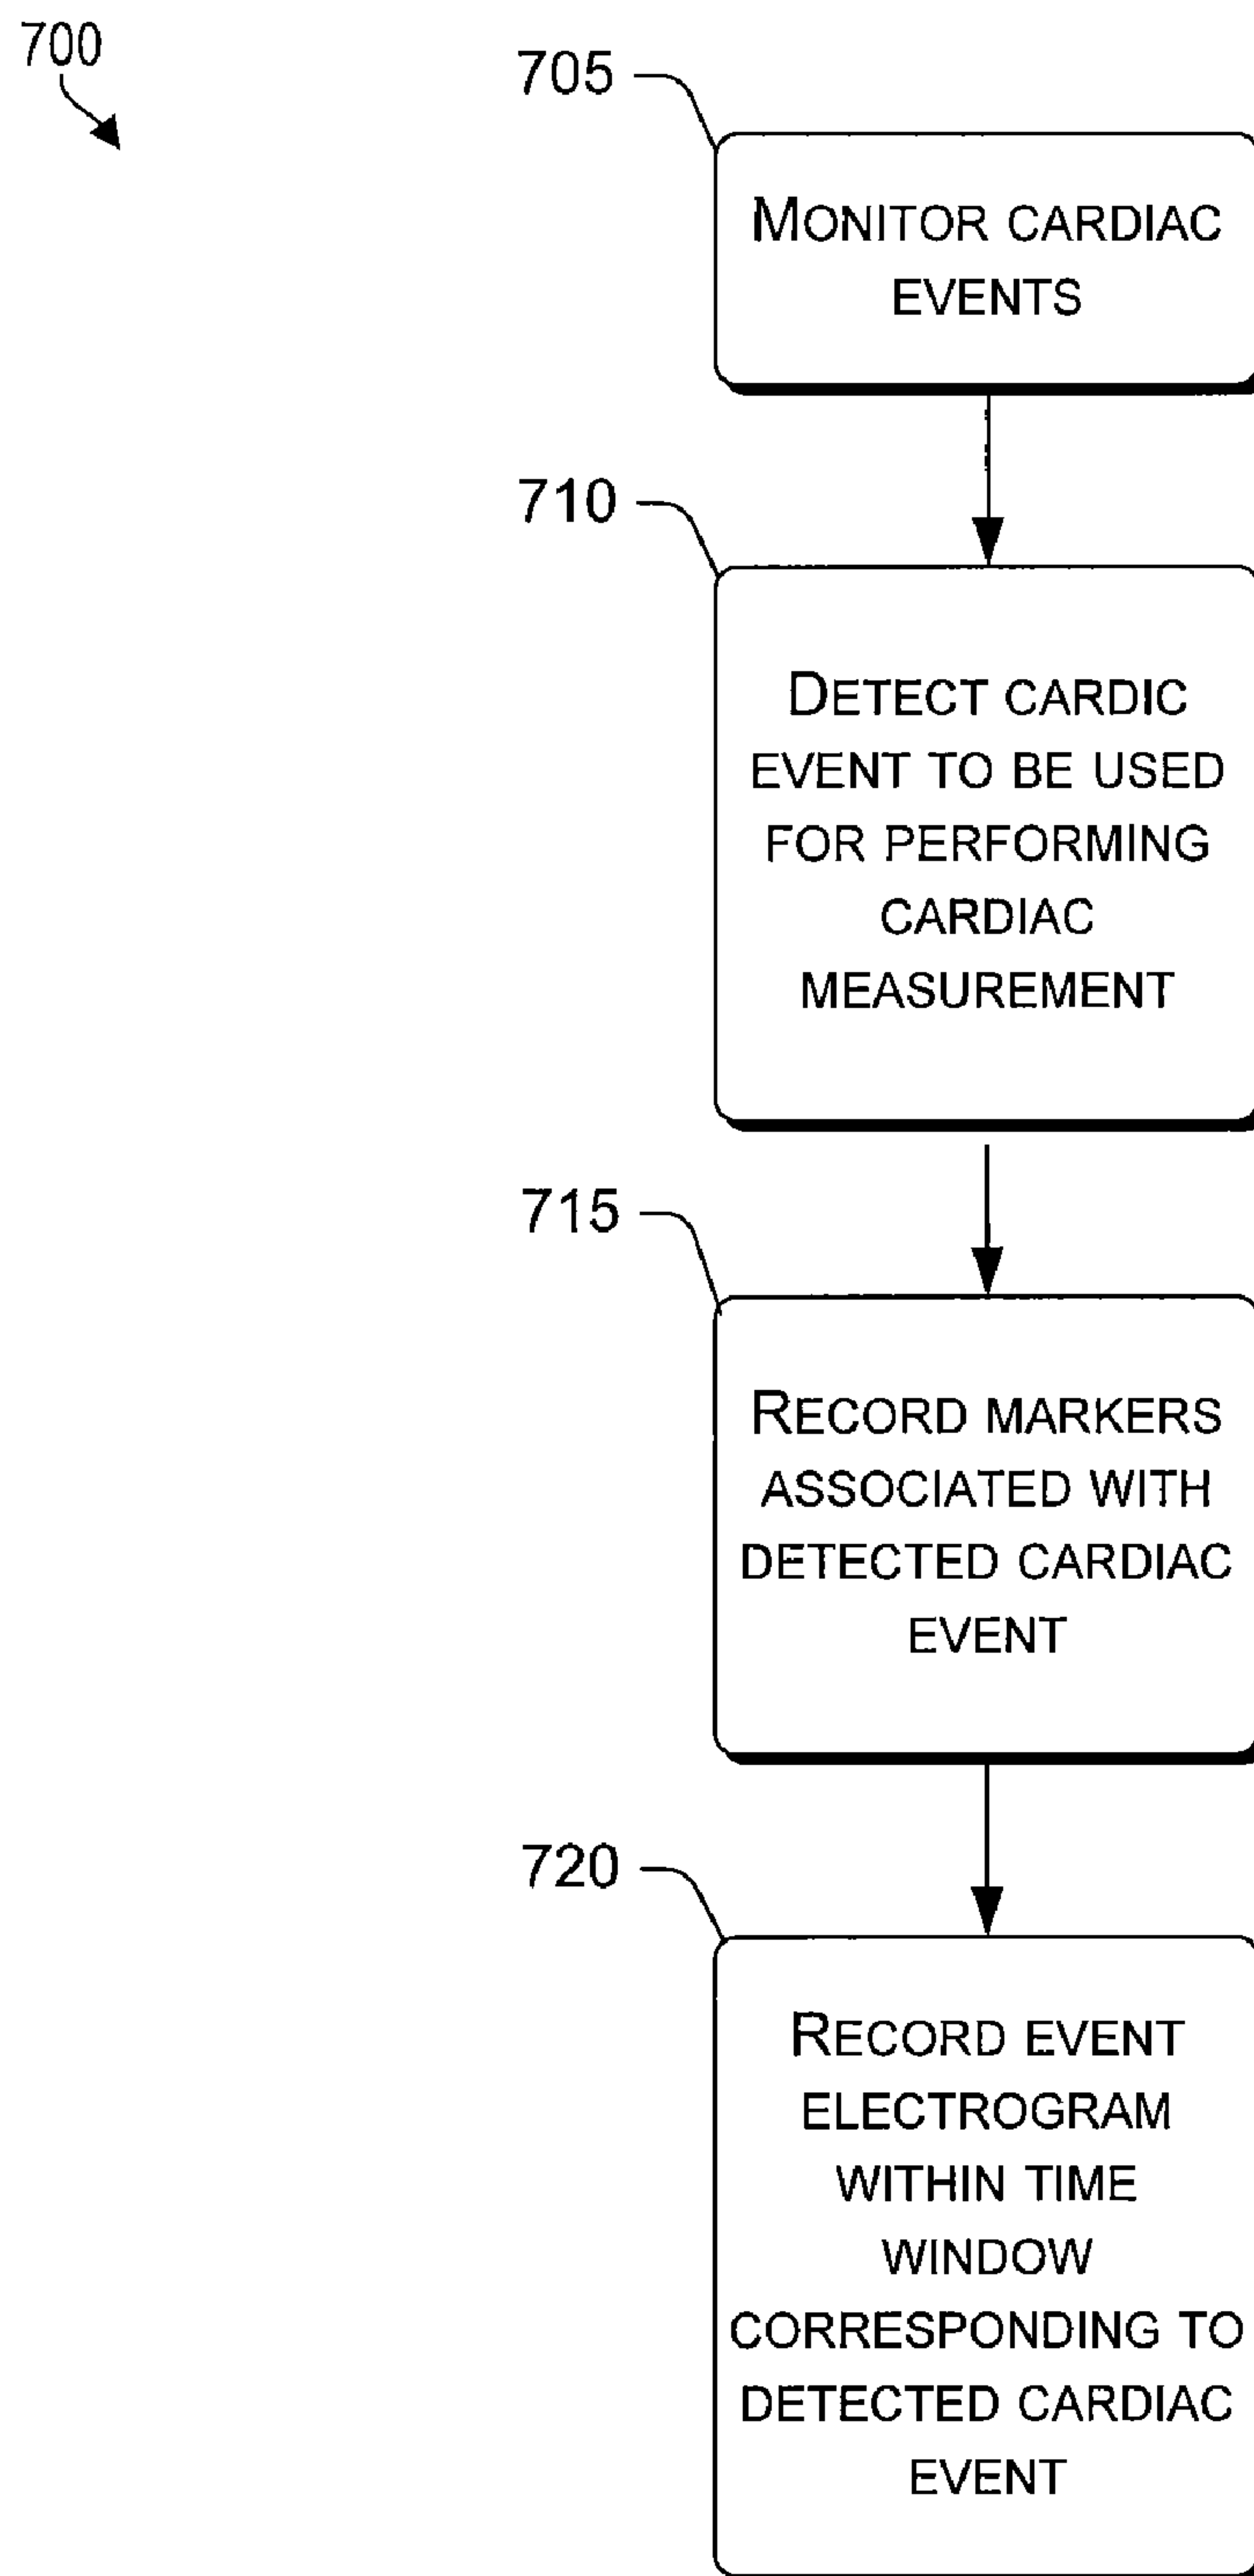 700
705
MONITOR CARDIAC
EVENTS
710
DETECT CARDIC
EVENT TO BE USED
FOR PERFORMING
CARDIAC
MEASUREMENT
715
RECORD MARKERS
ASSOCIATED WITH
DETECTED CARDIAC
EVENT
720
RECORD EVENT
ELECTROGRAM
WITHIN TIME
WINDOW
CORRESPONDING TO
DETECTED CARDIAC
EVENT